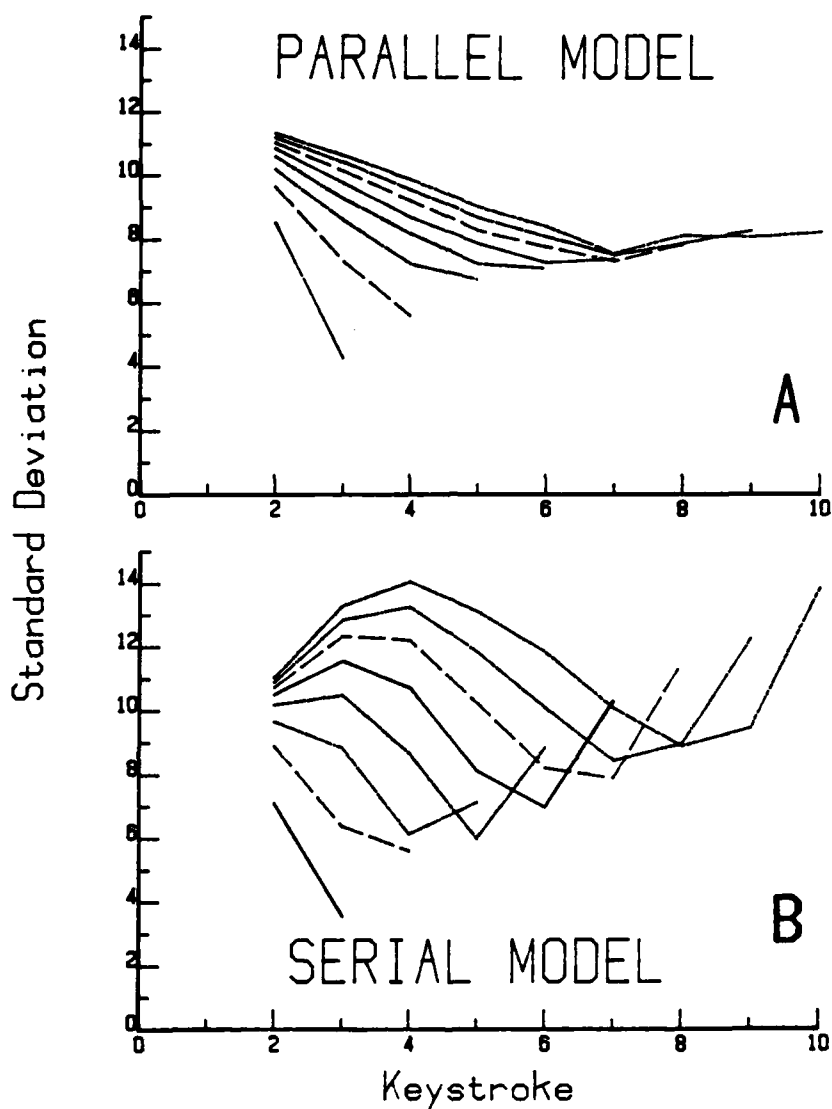 PARALLEL MODEL
14
12
10
8
6
4
2
0
0 2 4 6 8 10
A
Standard Deviation
14
12
10
8
6
4
2
0
0 2 4 6 8 10
B
SERIAL MODEL
Keystroke